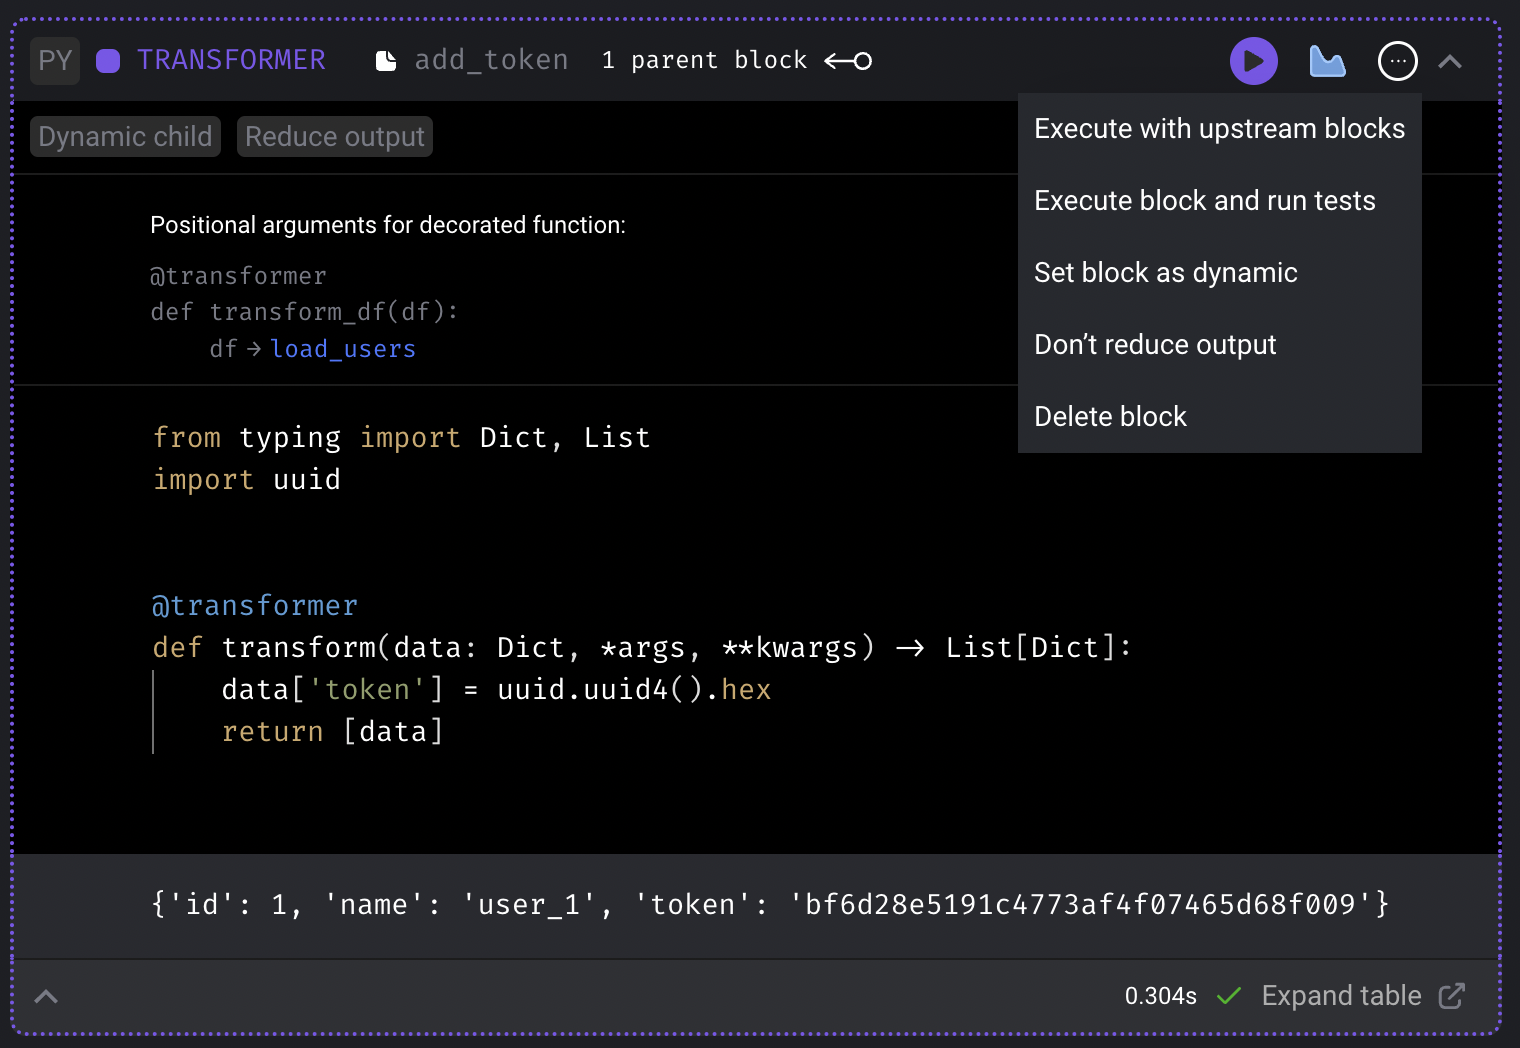 PY TRANSFORMER add_token 1 parent block
Dynamic child Reduce output
Execute with upstream blocks
Execute block and run tests
Set block as dynamic
Don’t reduce output
Delete block
Positional arguments for decorated function:
@transformer
def transform_df(df):
df → load_users
from typing import Dict, List
import uuid
@transformer
def transform(data: Dict, *args, **kwargs) -> List[Dict]:
data['token'] = uuid.uuid4().hex
return [data]
{'id': 1, 'name': 'user_1', 'token': 'bf6d28e5191c4773af4f07465d68f009'}
0.304s Expand table